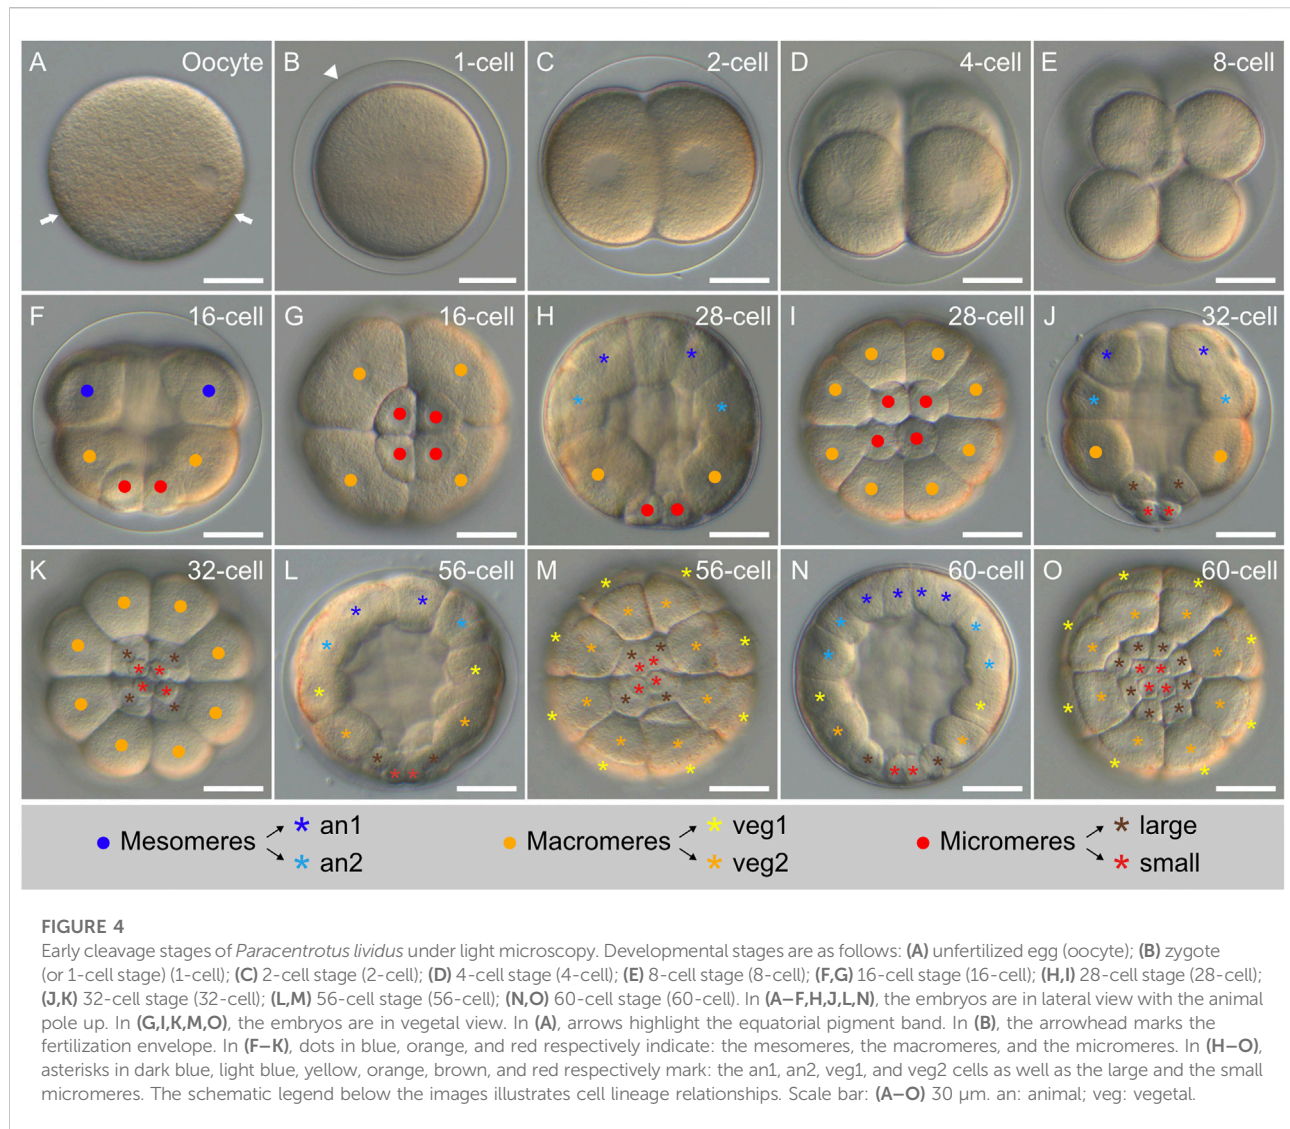 A Oocyte
B 1-cell
C 2-cell
D 4-cell
E 8-cell
F 16-cell
G 16-cell
H 28-cell
I 28-cell
J 32-cell
K 32-cell
L 56-cell
M 56-cell
N 60-cell
O 60-cell
Mesomeres
* an1
* an2
Macromeres
* veg1
* veg2
Micromeres
* large
* small
FIGURE 4
Early cleavage stages of Paracentrotus lividus under light microscopy. Developmental stages are as follows: (A) unfertilized egg (oocyte); (B) zygote
(or 1-cell stage) (1-cell); (C) 2-cell stage (2-cell); (D) 4-cell stage (4-cell); (E) 8-cell stage (8-cell); (F,G) 16-cell stage (16-cell); (H,I) 28-cell stage (28-cell);
(J,K) 32-cell stage (32-cell); (L,M) 56-cell stage (56-cell); (N,O) 60-cell stage (60-cell). In (A–F,H,J,L,N), the embryos are in lateral view with the animal
pole up. In (G,I,K,M,O), the embryos are in vegetal view. In (A), arrows highlight the equatorial pigment band. In (B), the arrowhead marks the
fertilization envelope. In (F–K), dots in blue, orange, and red respectively indicate: the mesomeres, the macromeres, and the micromeres. In (H–O),
asterisks in dark blue, light blue, yellow, orange, brown, and red respectively mark: the an1, an2, veg1, and veg2 cells as well as the large and the small
micromeres. The schematic legend below the images illustrates cell lineage relationships. Scale bar: (A–O) 30 µm. an: animal; veg: vegetal.